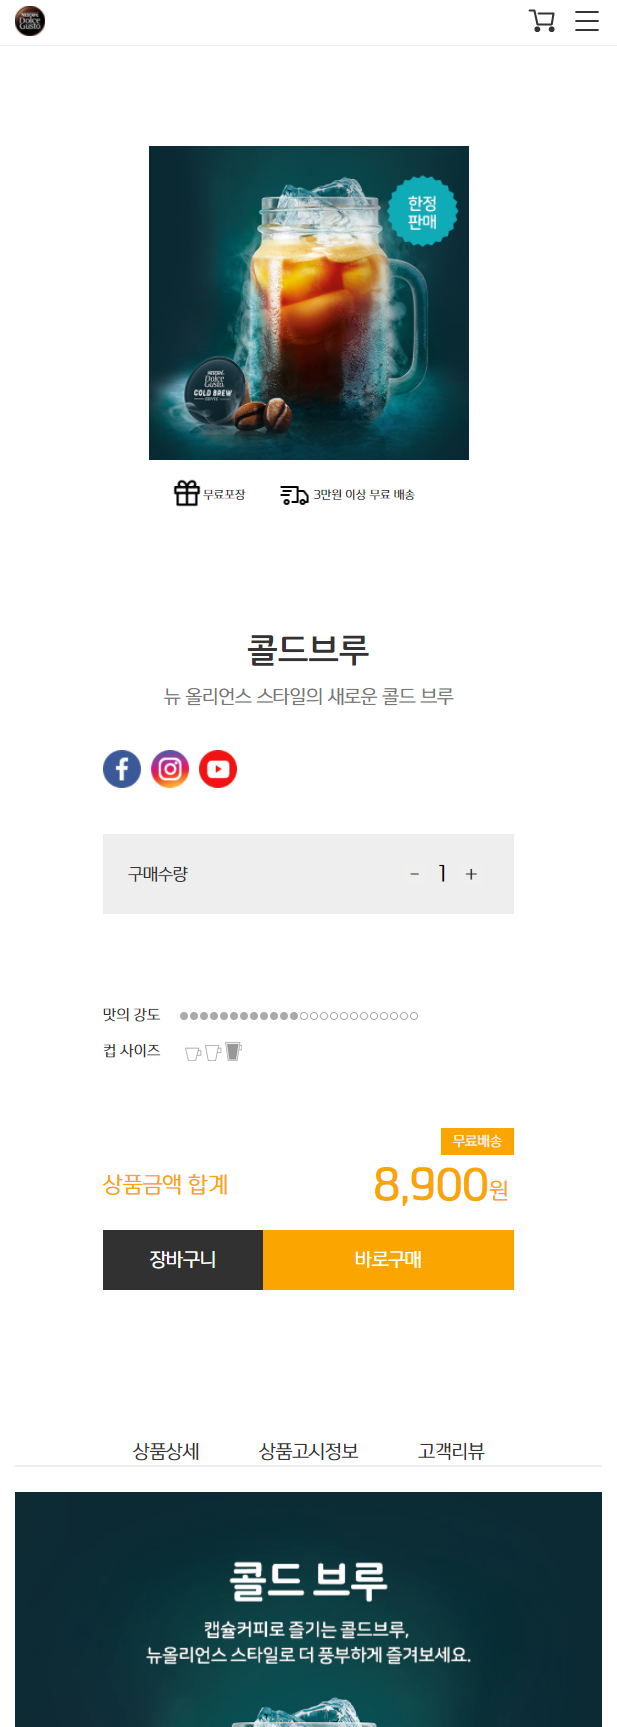 NESCAFÉ
Dolce
Gusto
한정
판매
NESCAFÉ
Dolce
Gusto
COLD BREW
COFFEE
무료포장
3만원 이상 무료 배송
콜드브루
뉴 올리언스 스타일의 새로운 콜드 브루
구매수량
- 1 +
맛의 강도
컵 사이즈
무료배송
상품금액 합계
8,900원
장바구니
바로구매
상품상세
상품고시정보
고객리뷰
콜드 브루
캡슐커피로 즐기는 콜드브루,
뉴올리언스 스타일로 더 풍부하게 즐겨보세요.